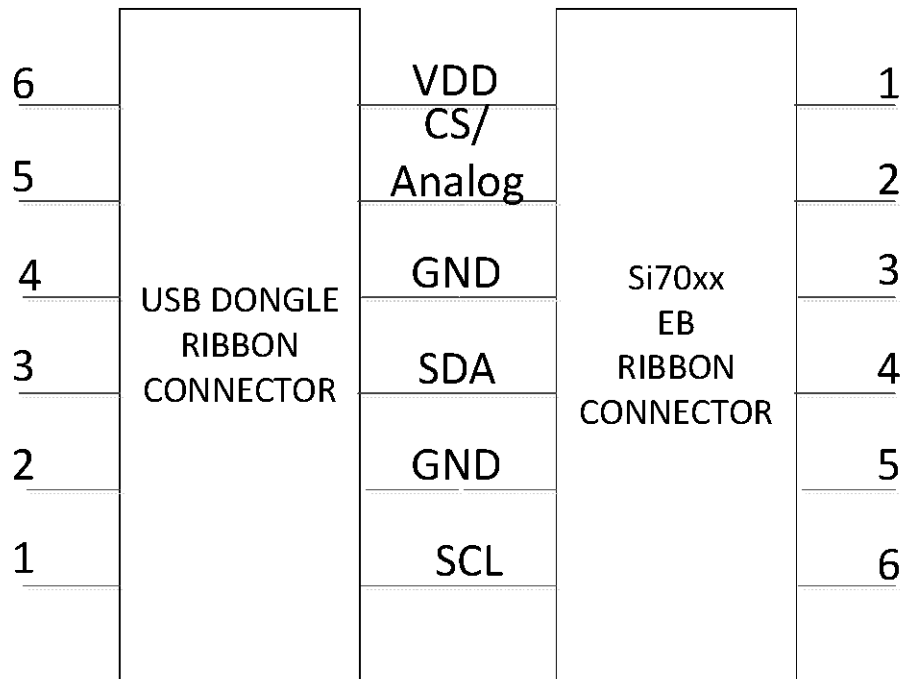 6 VDD 1
CS/
5 Analog 2
4 GND 3
USB DONGLE
RIBBON
CONNECTOR
Si70xx
EB
RIBBON
CONNECTOR
3 SDA 4
2 GND 5
1 SCL 6